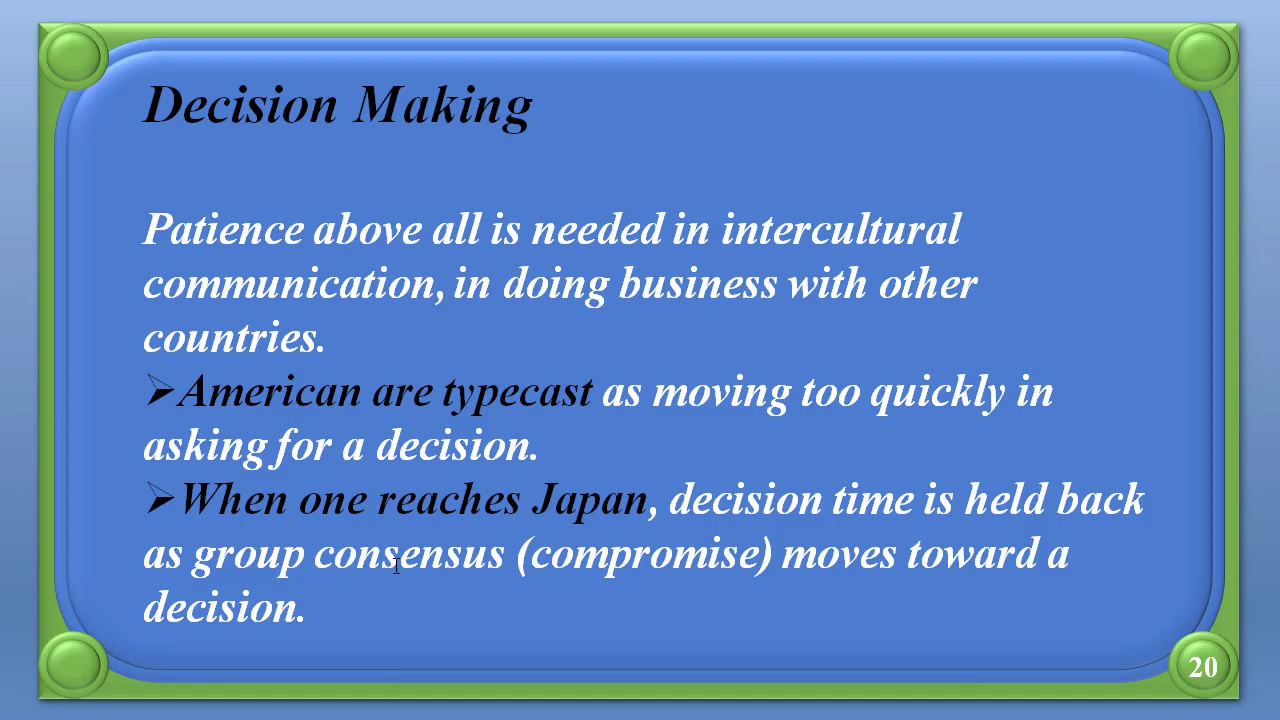 Decision Making
Patience above all is needed in intercultural
communication, in doing business with other
countries.
➢American are typecast as moving too quickly in
asking for a decision.
➢When one reaches Japan, decision time is held back
as group consensus (compromise) moves toward a
decision.
20